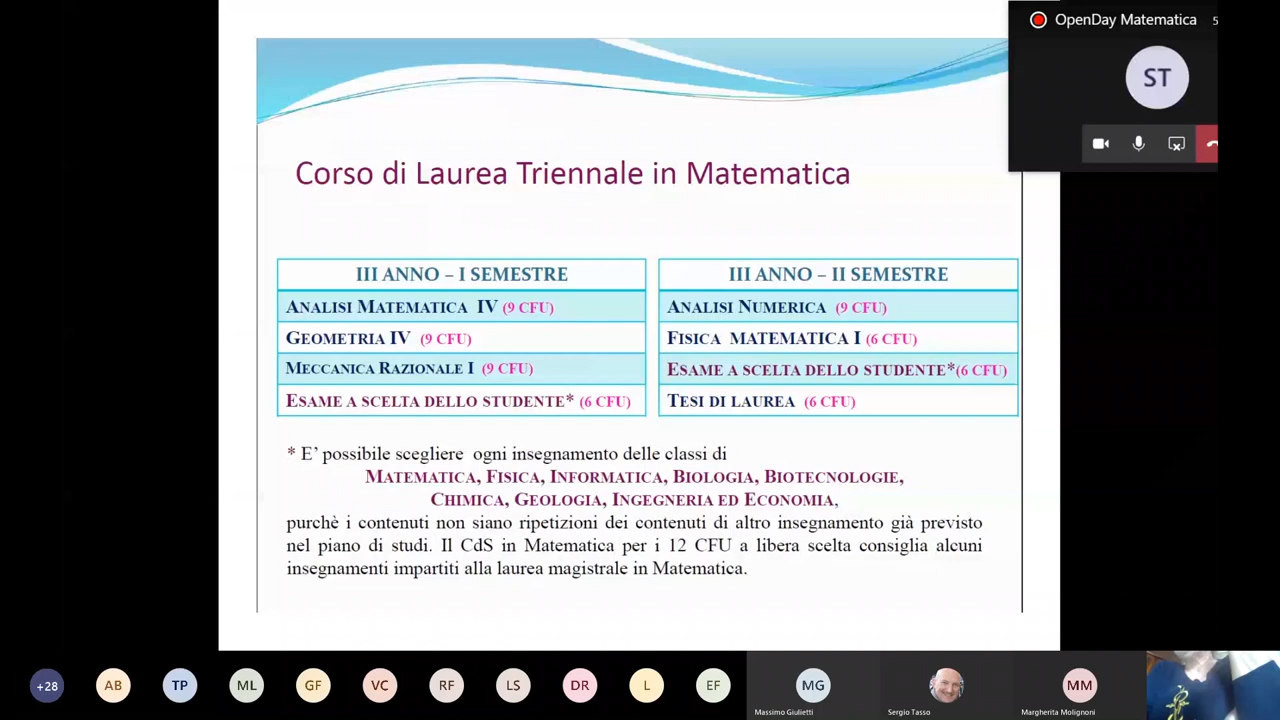 OpenDay Matematica
ST
Corso di Laurea Triennale in Matematica
III ANNO – I SEMESTRE
ANALISI MATEMATICA IV (9 CFU)
GEOMETRIA IV (9 CFU)
MECCANICA RAZIONALE I (9 CFU)
ESAME A SCELTA DELLO STUDENTE* (6 CFU)
III ANNO – II SEMESTRE
ANALISI NUMERICA (9 CFU)
FISICA MATEMATICA I (6 CFU)
ESAME A SCELTA DELLO STUDENTE*(6 CFU)
TESI DI LAUREA (6 CFU)
* E’ possibile scegliere ogni insegnamento delle classi di
MATEMATICA, FISICA, INFORMATICA, BIOLOGIA, BIOTECNOLOGIE,
CHIMICA, GEOLOGIA, INGEGNERIA ED ECONOMIA,
purchè i contenuti non siano ripetizioni dei contenuti di altro insegnamento già previsto
nel piano di studi. Il CdS in Matematica per i 12 CFU a libera scelta consiglia alcuni
insegnamenti impartiti alla laurea magistrale in Matematica.
+28 AB TP ML GF VC RF LS DR L EF MG MM
Massimo Giulietti Sergio Tasso Margherita Molignoni